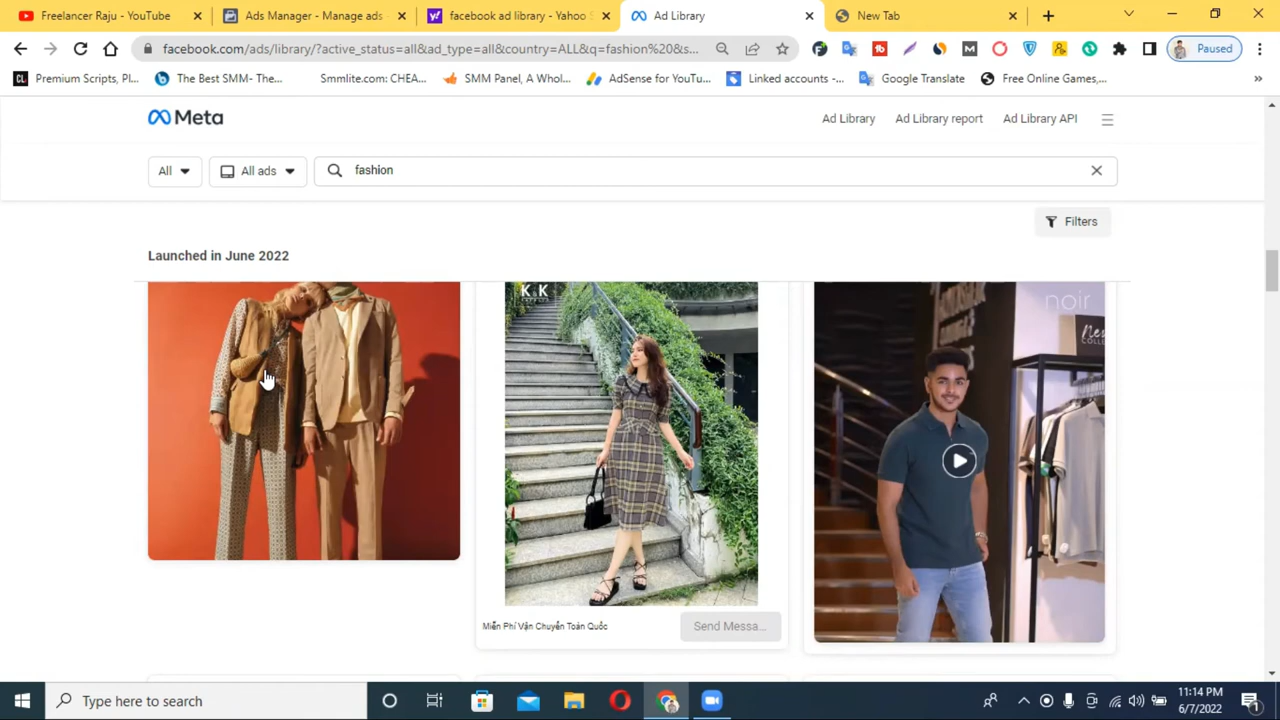 Freelancer Raju - YouTube
Ads Manager - Manage ads -
facebook ad library - Yahoo S
Ad Library
New Tab
facebook.com/ads/library/?active_status=all&ad_type=all&country=ALL&q=fashion%20&s...
Paused
CL Premium Scripts, Pl...
The Best SMM- The...
Smmlite.com: CHEA...
SMM Panel, A Whol...
AdSense for YouTu...
Linked accounts -...
Google Translate
Free Online Games,...
Meta
Ad Library
Ad Library report
Ad Library API
All
All ads
fashion
Filters
Launched in June 2022
K&K
noir
New
Miễn Phí Vận Chuyển Toàn Quốc
Send Messa...
Type here to search
11:14 PM
6/7/2022
1